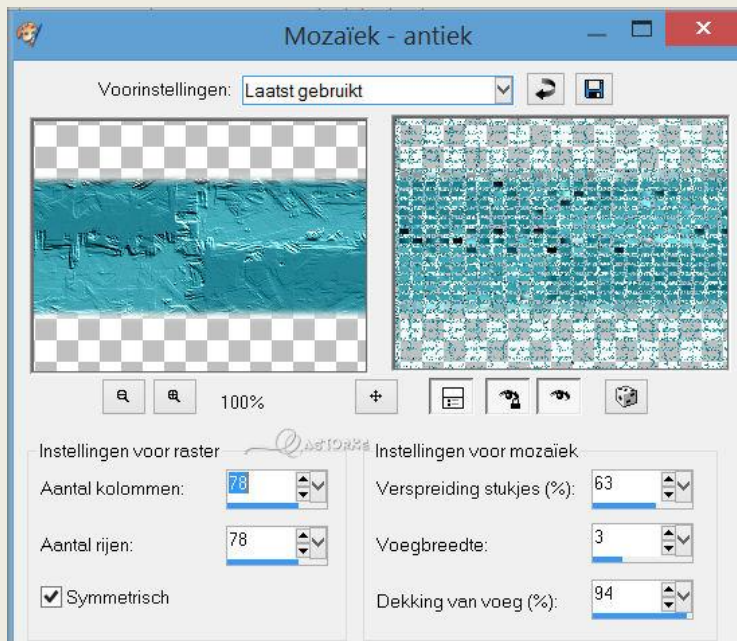 Mozaïek - antiek
Voorinstellingen: Laatst gebruikt
100%
Instellingen voor raster
Aantal kolommen: 78
Aantal rijen: 78
Symmetrisch
Instellingen voor mozaïek
Verspreiding stukjes (%): 63
Voegbreedte: 3
Dekking van voeg (%): 94